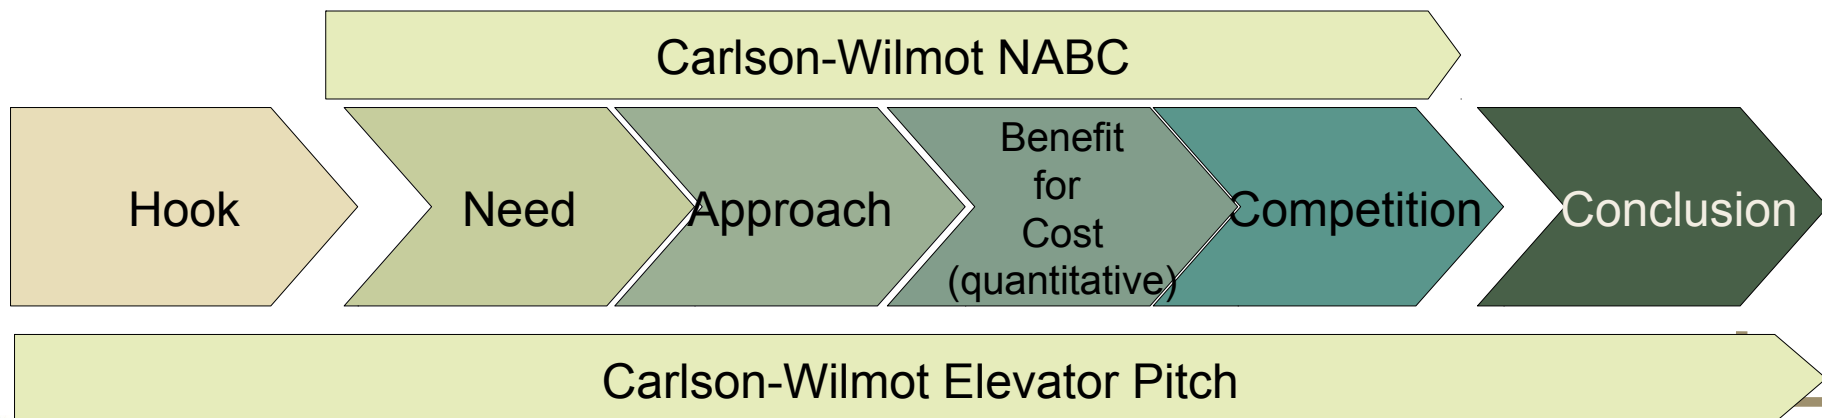 Carlson-Wilmot NABC
Hook
Need
Approach
Benefit
for
Cost
(quantitative)
Competition
Conclusion
Carlson-Wilmot Elevator Pitch